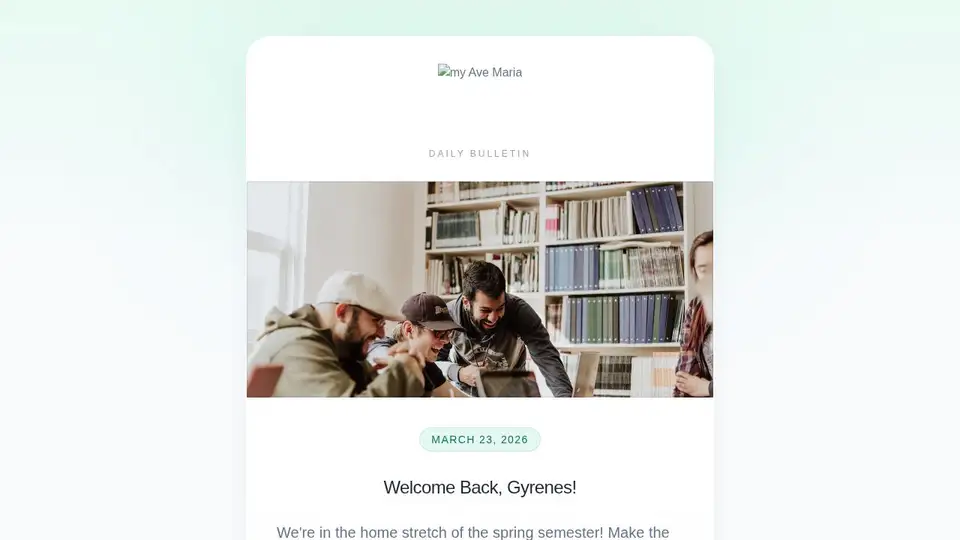 my Ave Maria
DAILY BULLETIN
MARCH 23, 2026
Welcome Back, Gyrenes!
We're in the home stretch of the spring semester! Make the